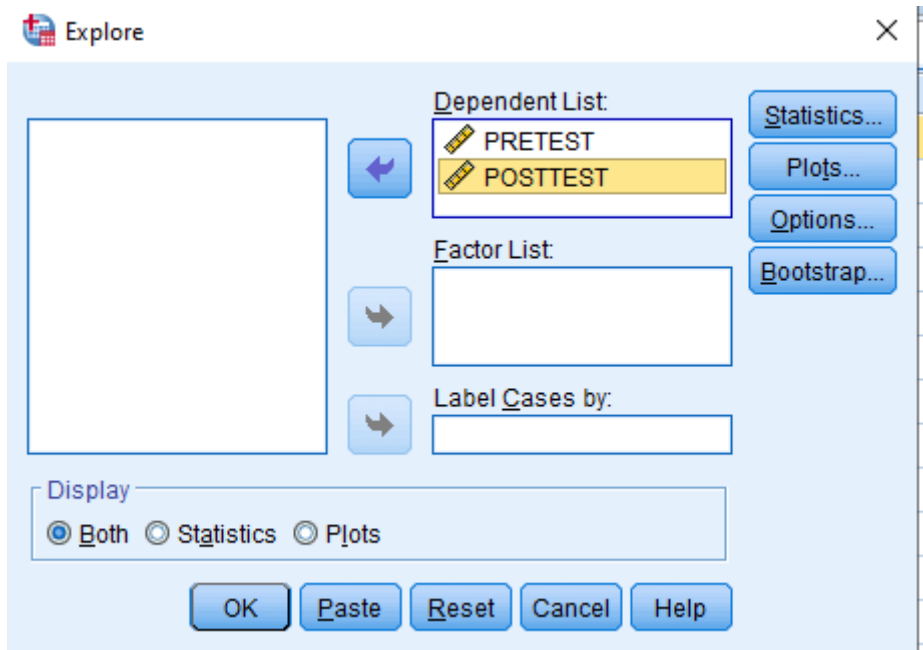 Explore
Dependent List:
PRETEST
POSTTEST
Statistics...
Plots...
Options...
Bootstrap...
Factor List:
Label Cases by:
Display
Both Statistics Plots
OK Paste Reset Cancel Help